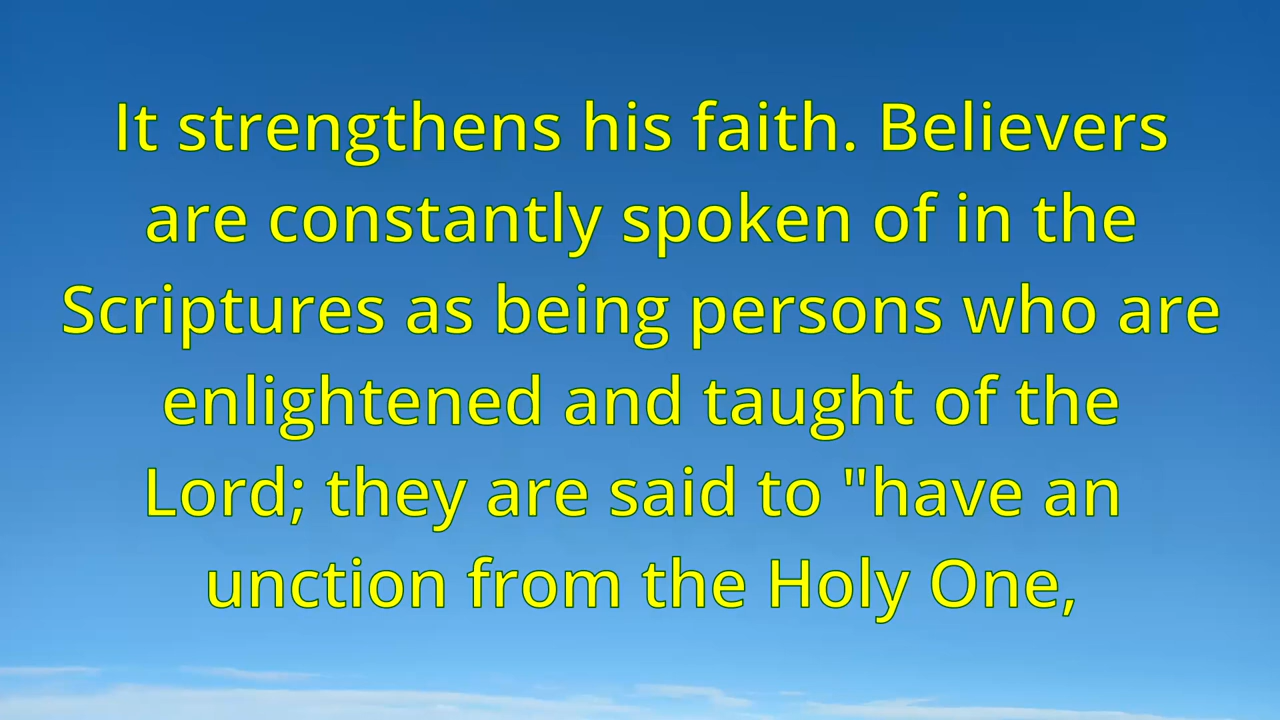 It strengthens his faith. Believers
are constantly spoken of in the
Scriptures as being persons who are
enlightened and taught of the
Lord; they are said to "have an
unction from the Holy One,